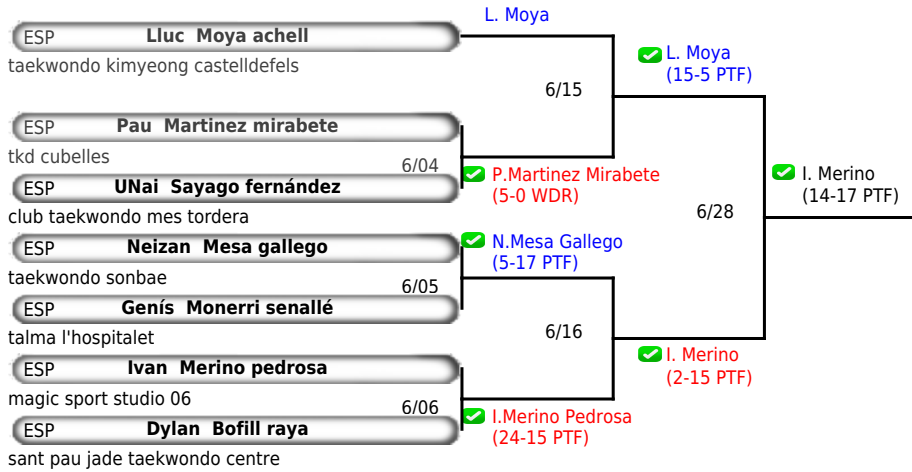 L. Moya
ESP Lluc Moya achell
taekwondo kimyeong castelldefels
L. Moya
(15-5 PTF)
6/15
ESP Pau Martinez mirabete
tkd cubelles
6/04
P.Martinez Mirabete
(5-0 WDR)
I. Merino
(14-17 PTF)
ESP UNai Sayago fernández
club taekwondo mes tordera
6/28
ESP Neizan Mesa gallego
N.Mesa Gallego
(5-17 PTF)
taekwondo sonbae
6/05
ESP Genís Monerri senallé
talma l'hospitalet
6/16
I. Merino
(2-15 PTF)
ESP Ivan Merino pedrosa
magic sport studio 06
6/06
I.Merino Pedrosa
(24-15 PTF)
ESP Dylan Bofill raya
sant pau jade taekwondo centre